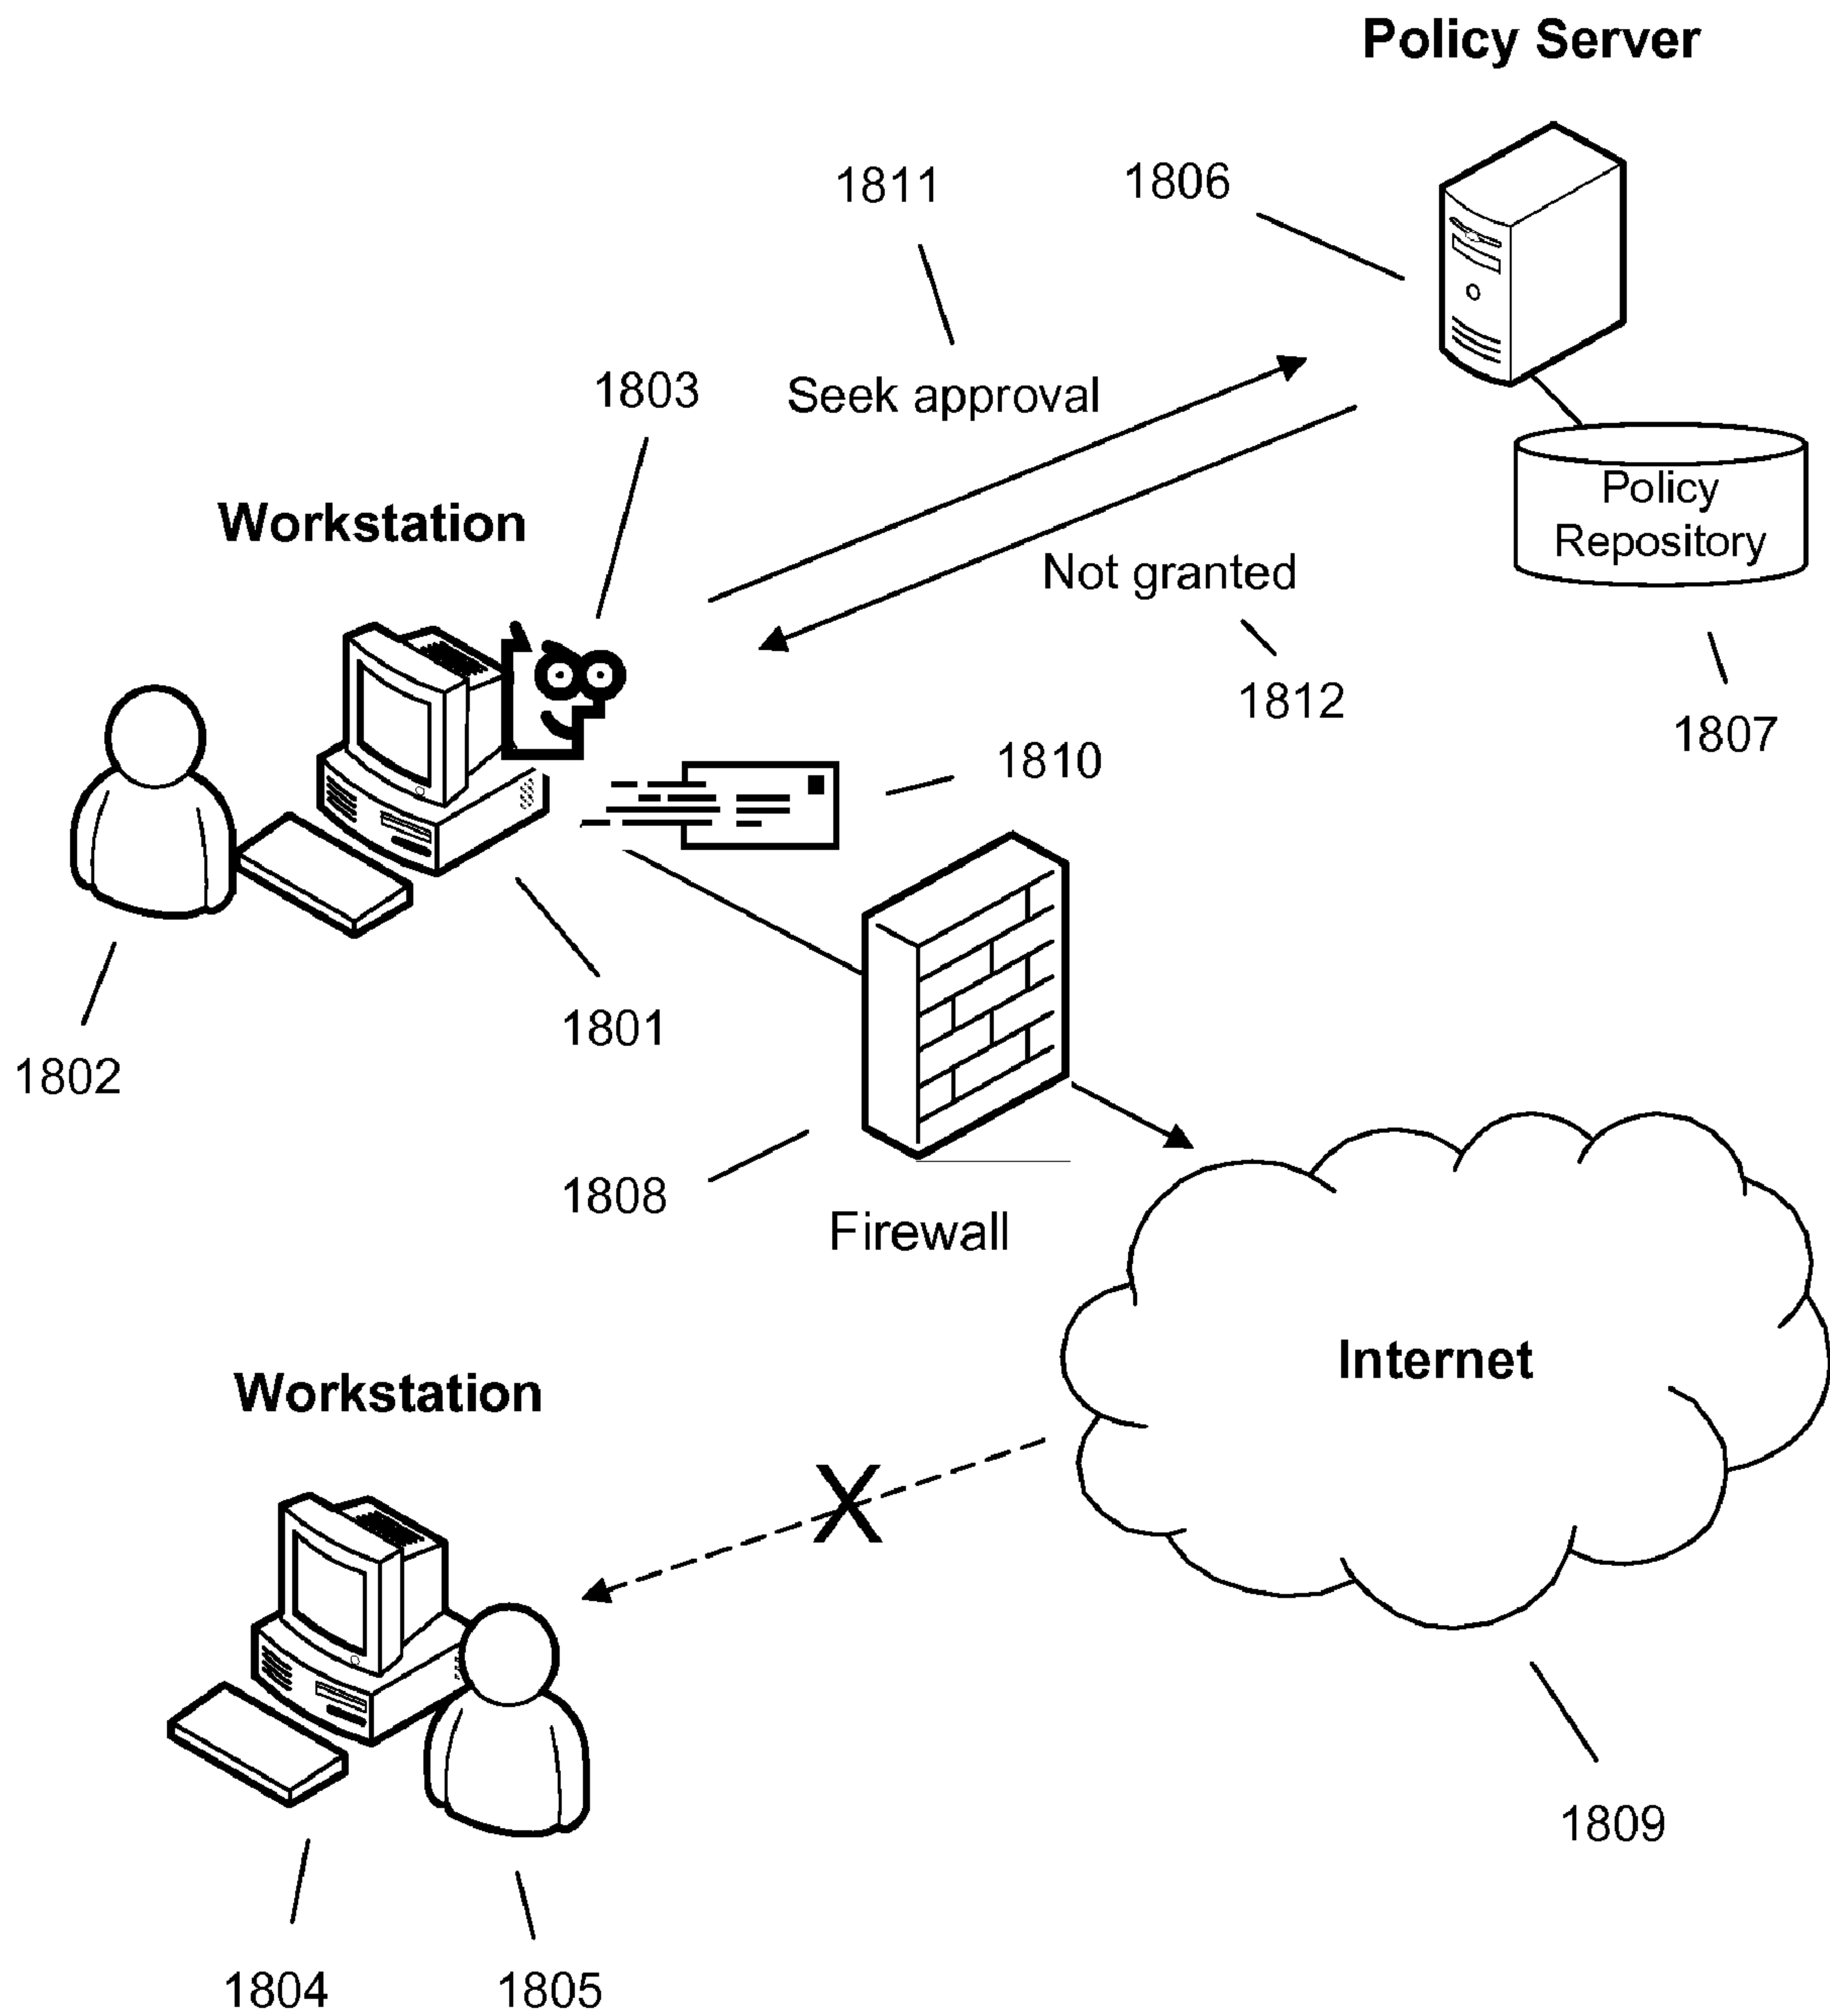 Policy Server
1811
1806
1803
Seek approval
Policy
Repository
Workstation
Not granted
1812
1807
1810
1801
1802
1808
Firewall
Internet
Workstation
X
1809
1804
1805